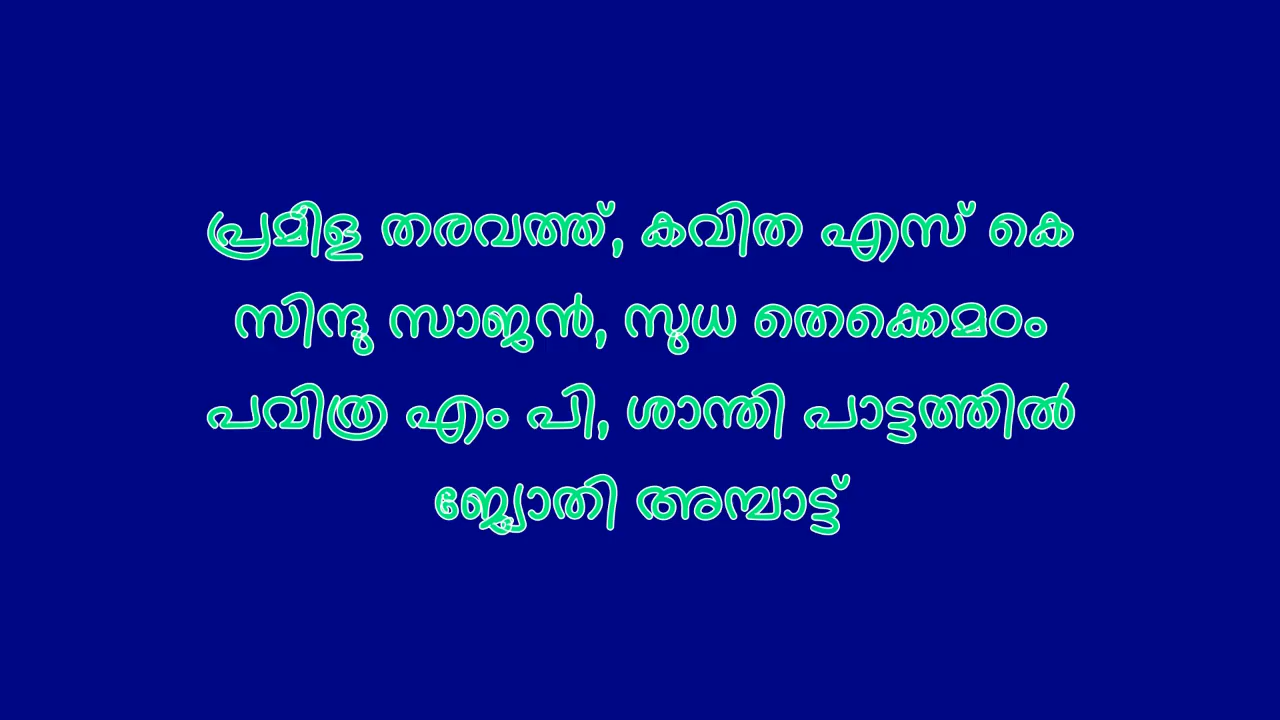 പ്രമീള തരവത്ത്, കവിത എസ് കെ
സിന്ദു സാജൻ, സുധ തെക്കെമഠം
പവിത്ര എം പി, ശാന്തി പാട്ടത്തിൽ
ജ്യോതി അമ്പാട്ട്